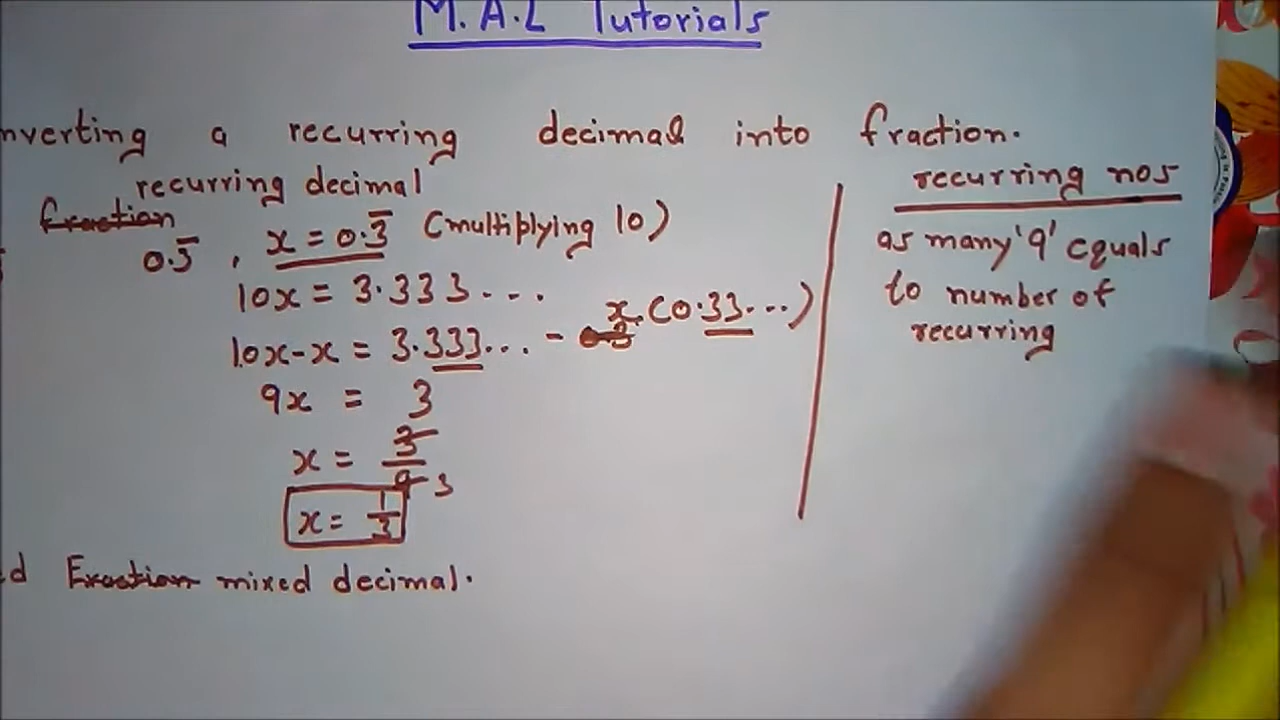 M.A.L Tutorials
nverting a recurring decimal into fraction.
recurring decimal
fraction
0.5̅ , x = 0.3̅ (multiplying 10)
10x = 3.333...
10x-x = 3.333... - x (0.33...)
9x = 3
x = 3/9 3
x = 1/3
d Fraction mixed decimal.
recurring nos
as many '9' equals
to number of
recurring